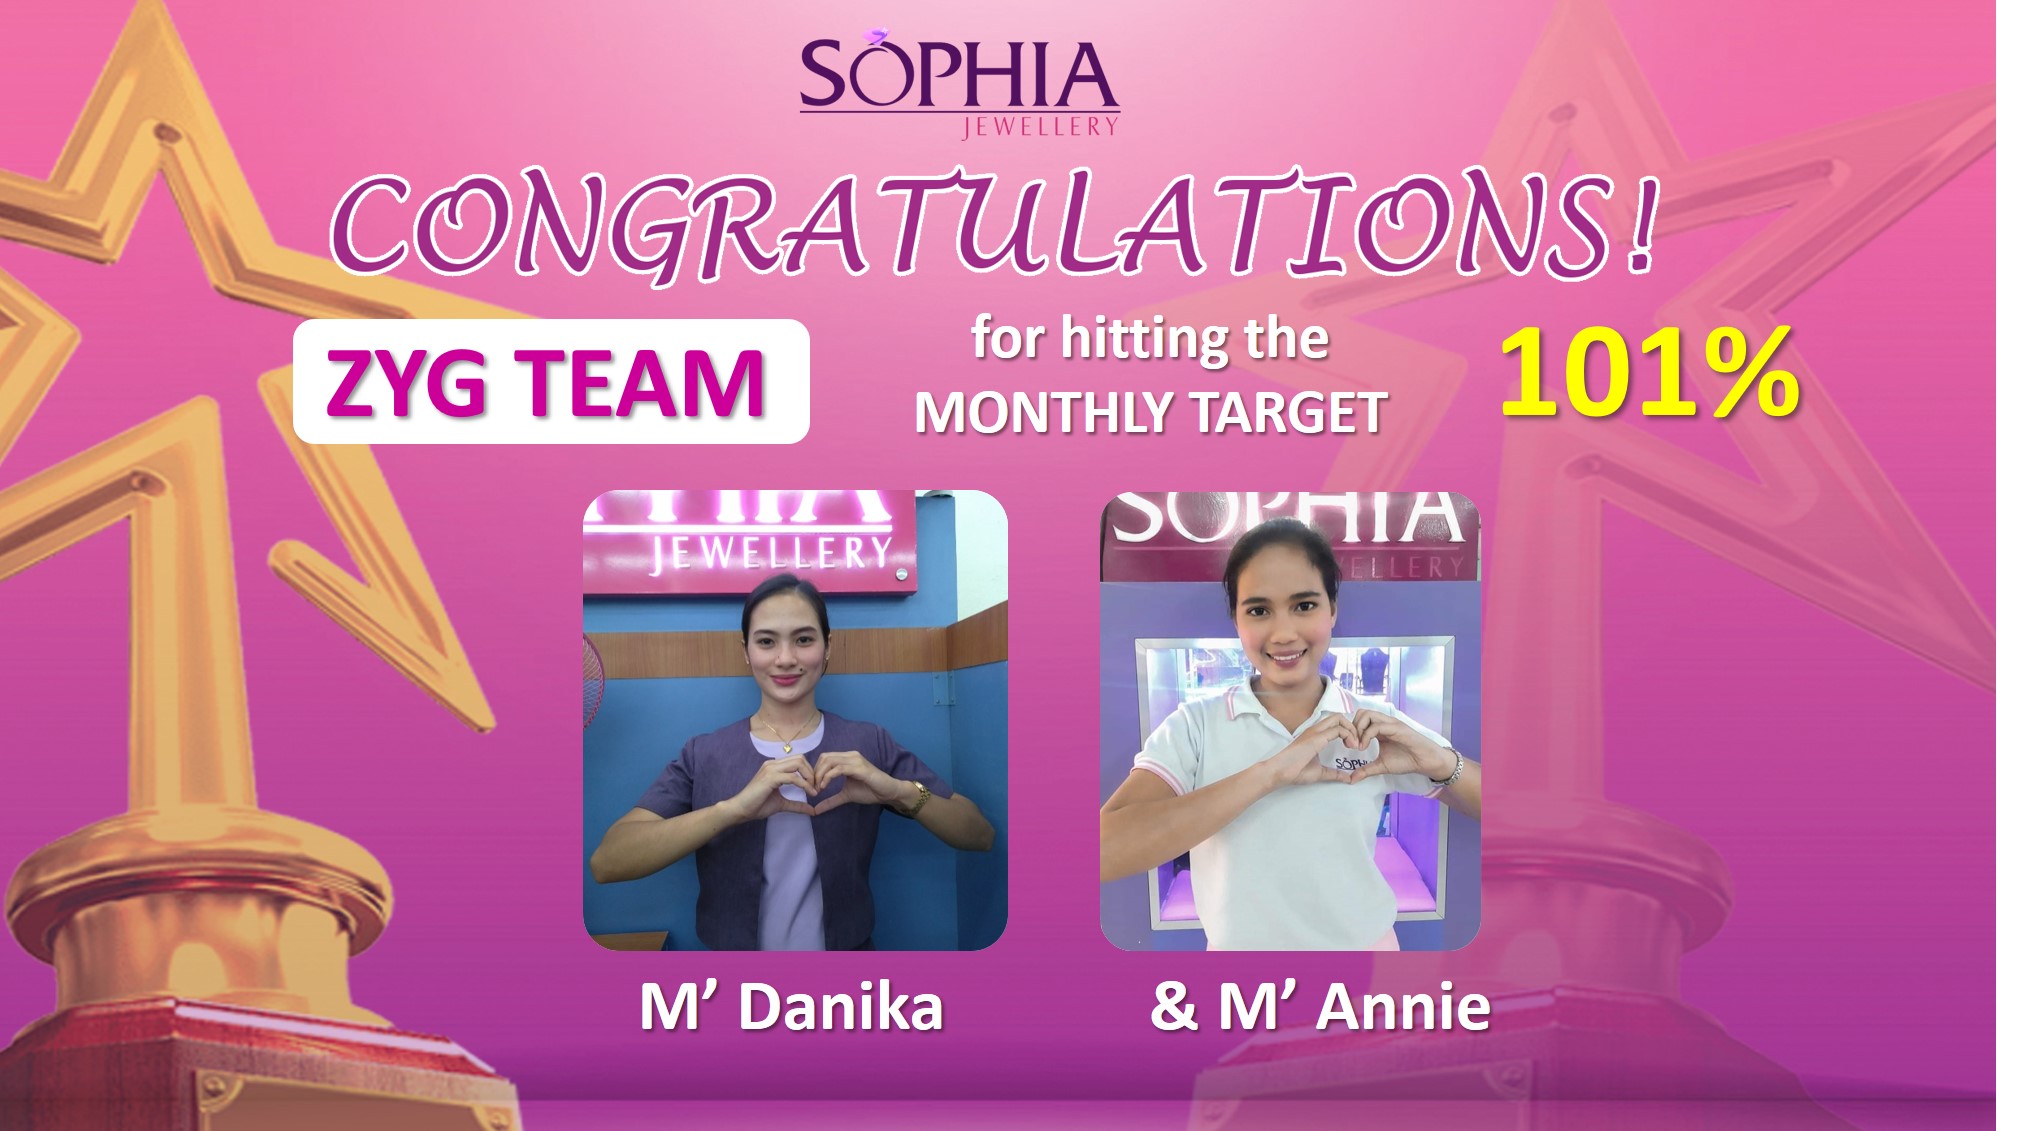 SOPHIA
JEWELLERY
CONGRATULATIONS!
ZYG TEAM
for hitting the
MONTHLY TARGET
101%
JEWELLERY
SOPHIA
M’ Danika
& M’ Annie